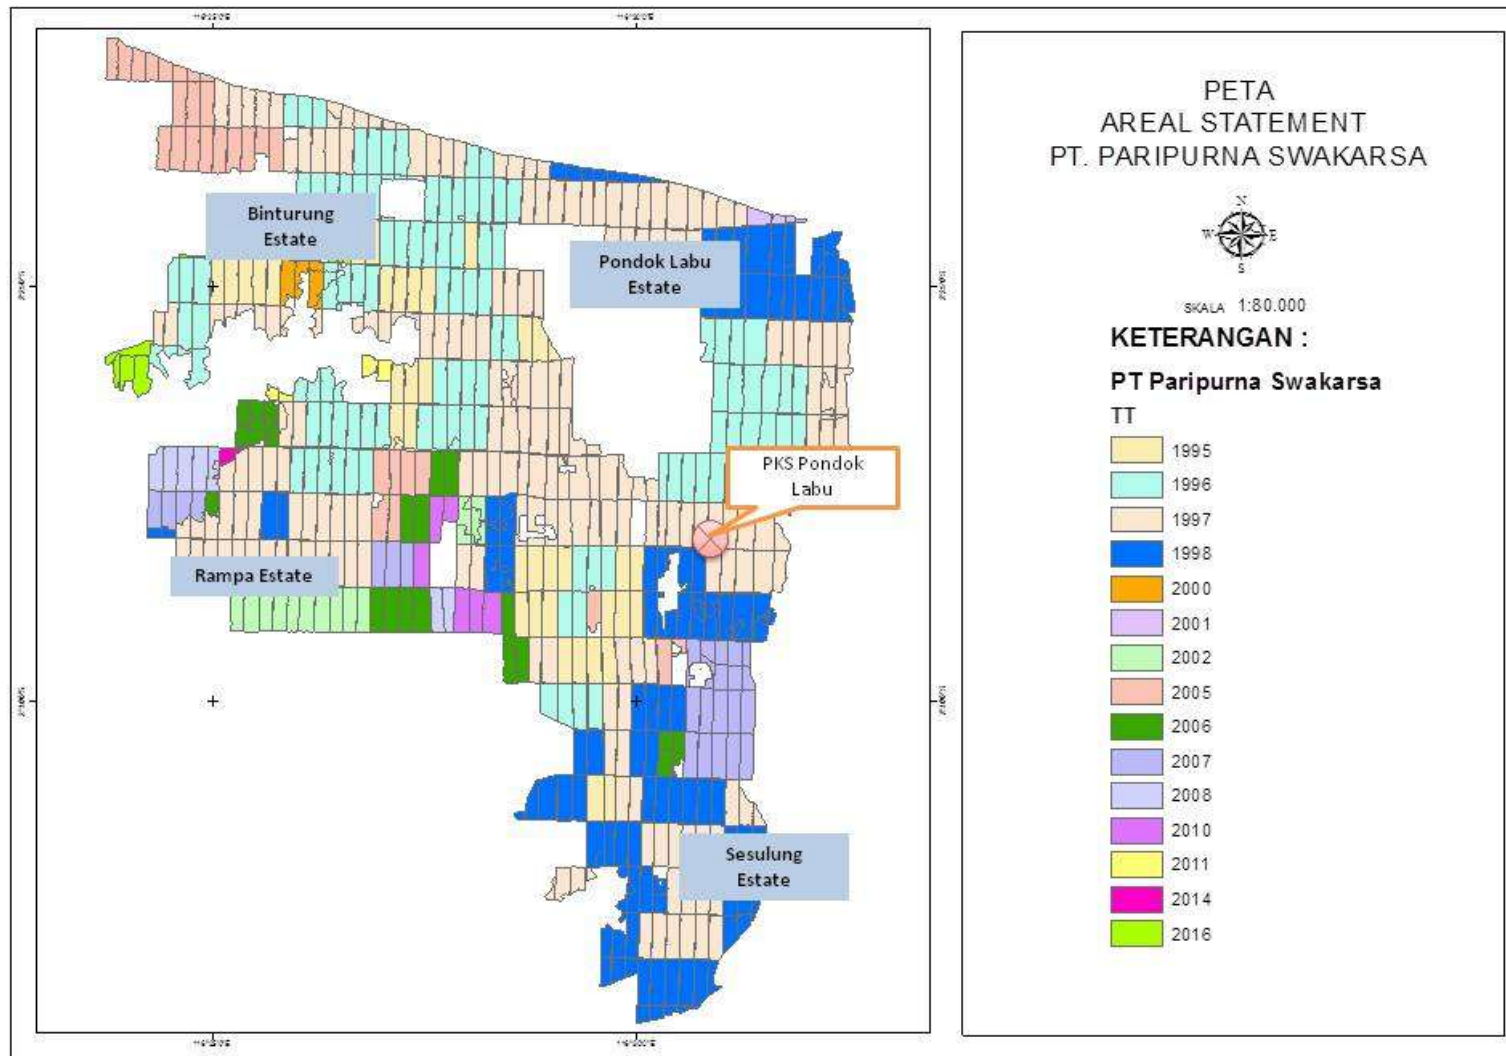 Binturung
Estate
Pondok Labu
Estate
PKS Pondok
Labu
Rampa Estate
Sesulung
Estate
PETA
AREAL STATEMENT
PT. PARIPURNA SWAKARSA
N
W E
S
SKALA 1:80.000
KETERANGAN :
PT Paripurna Swakarsa
TT
1995
1996
1997
1998
2000
2001
2002
2005
2006
2007
2008
2010
2011
2014
2016